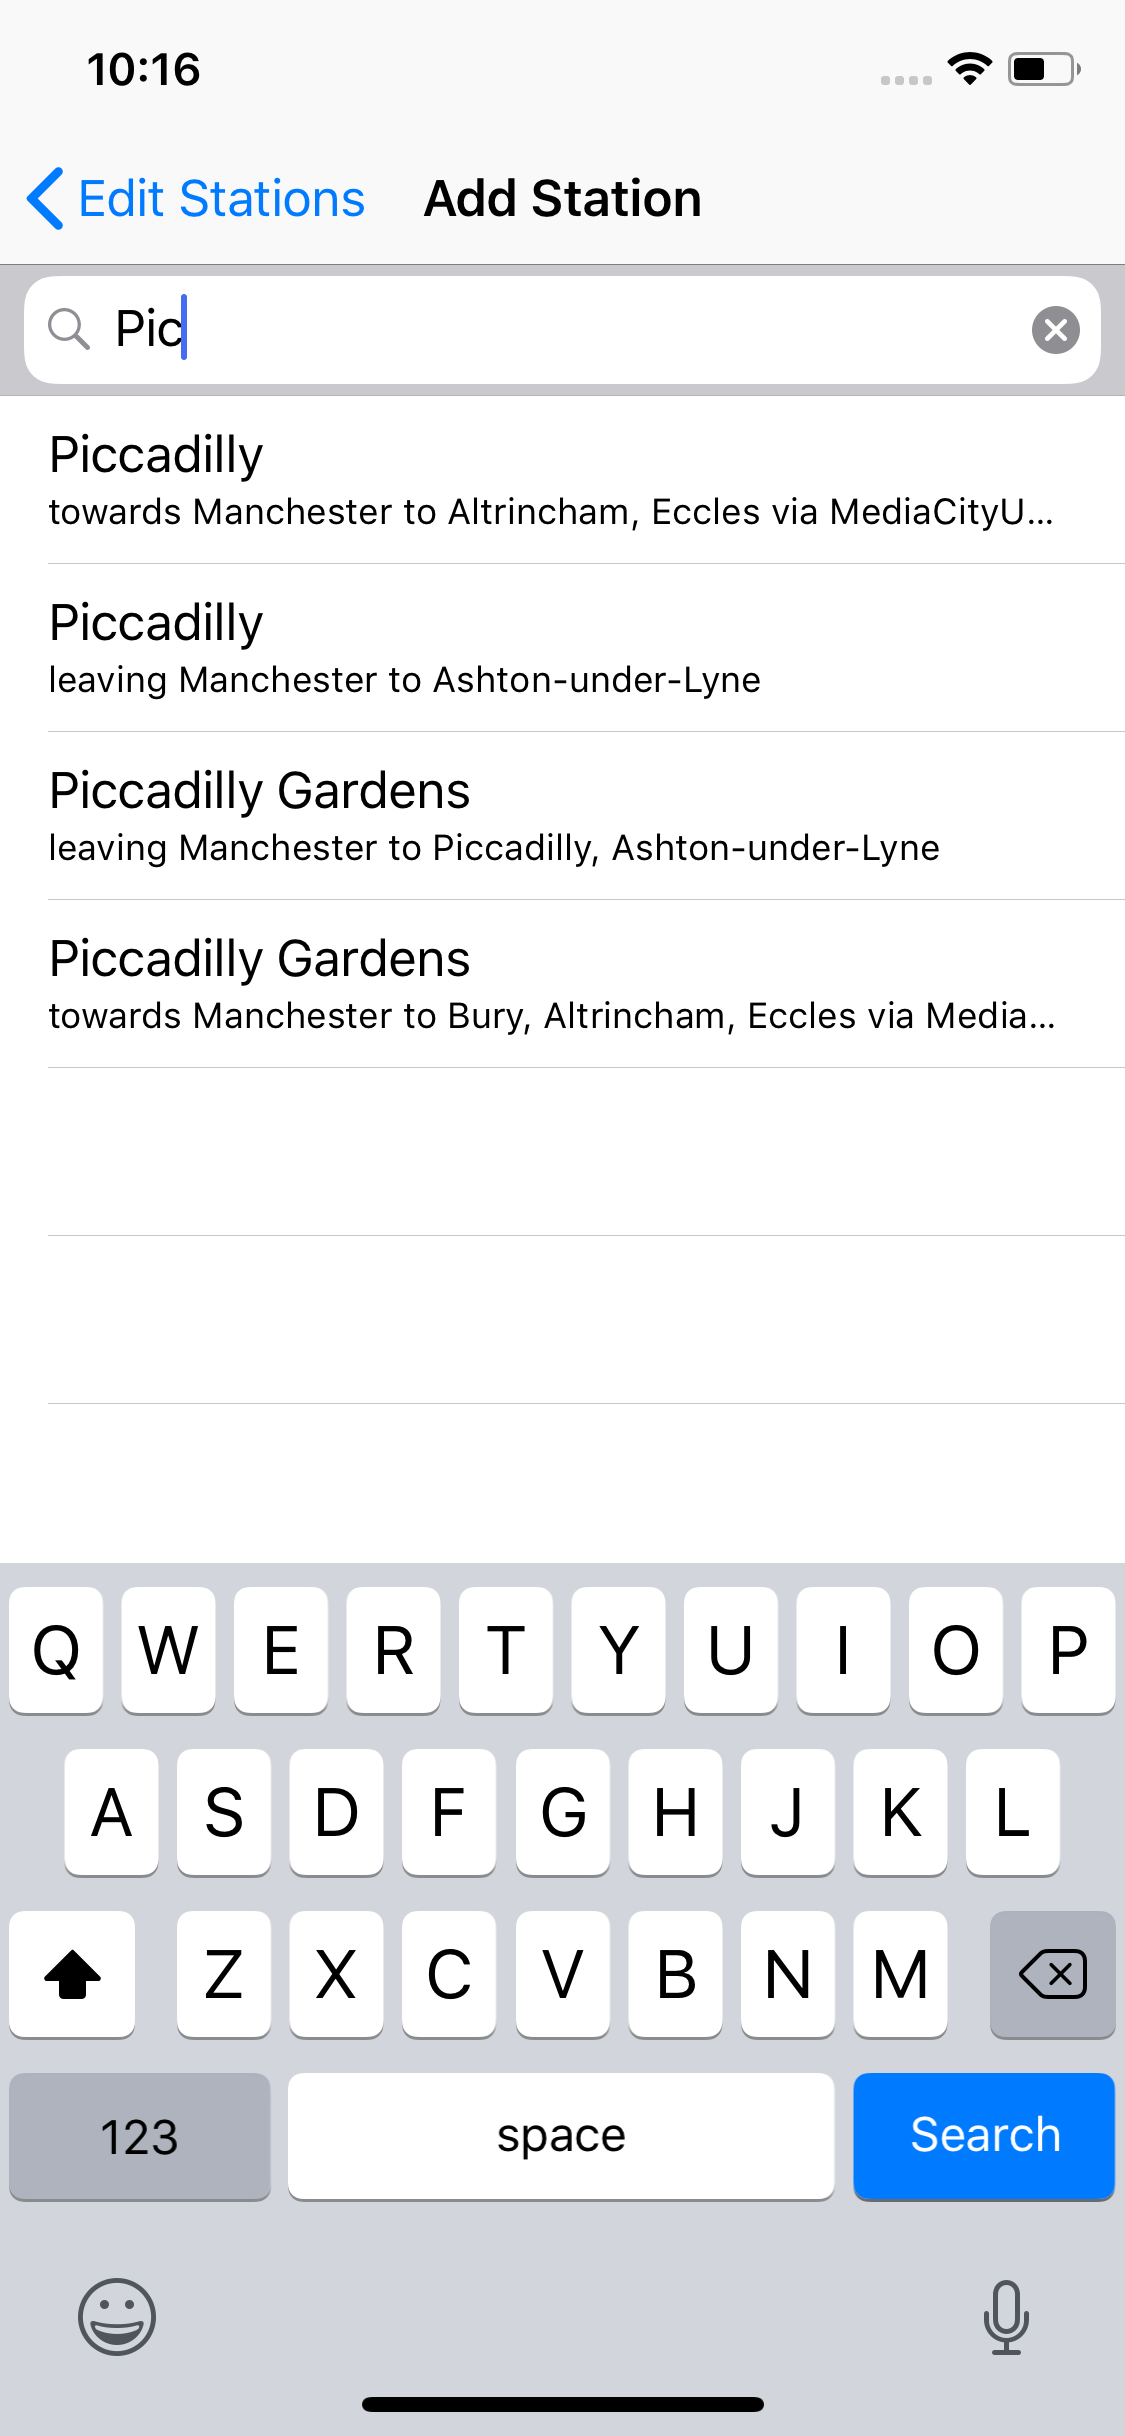 10:16
Edit Stations Add Station
Pic
Piccadilly
towards Manchester to Altrincham, Eccles via MediaCityU...
Piccadilly
leaving Manchester to Ashton-under-Lyne
Piccadilly Gardens
leaving Manchester to Piccadilly, Ashton-under-Lyne
Piccadilly Gardens
towards Manchester to Bury, Altrincham, Eccles via Media...
Q W E R T Y U I O P
A S D F G H J K L
Z X C V B N M
123 space Search